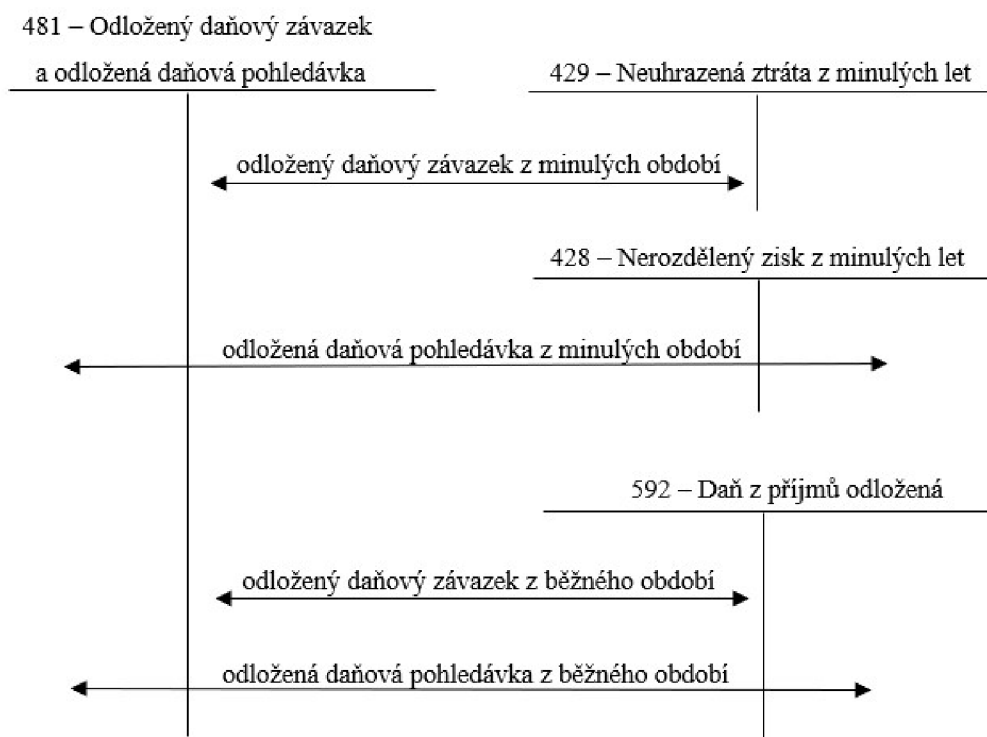 481 – Odložený daňový závazek
a odložená daňová pohledávka
429 – Neuhrazená ztráta z minulých let
odložený daňový závazek z minulých období
428 – Nerozdělený zisk z minulých let
odložená daňová pohledávka z minulých období
592 – Daň z příjmů odložená
odložený daňový závazek z běžného období
odložená daňová pohledávka z běžného období